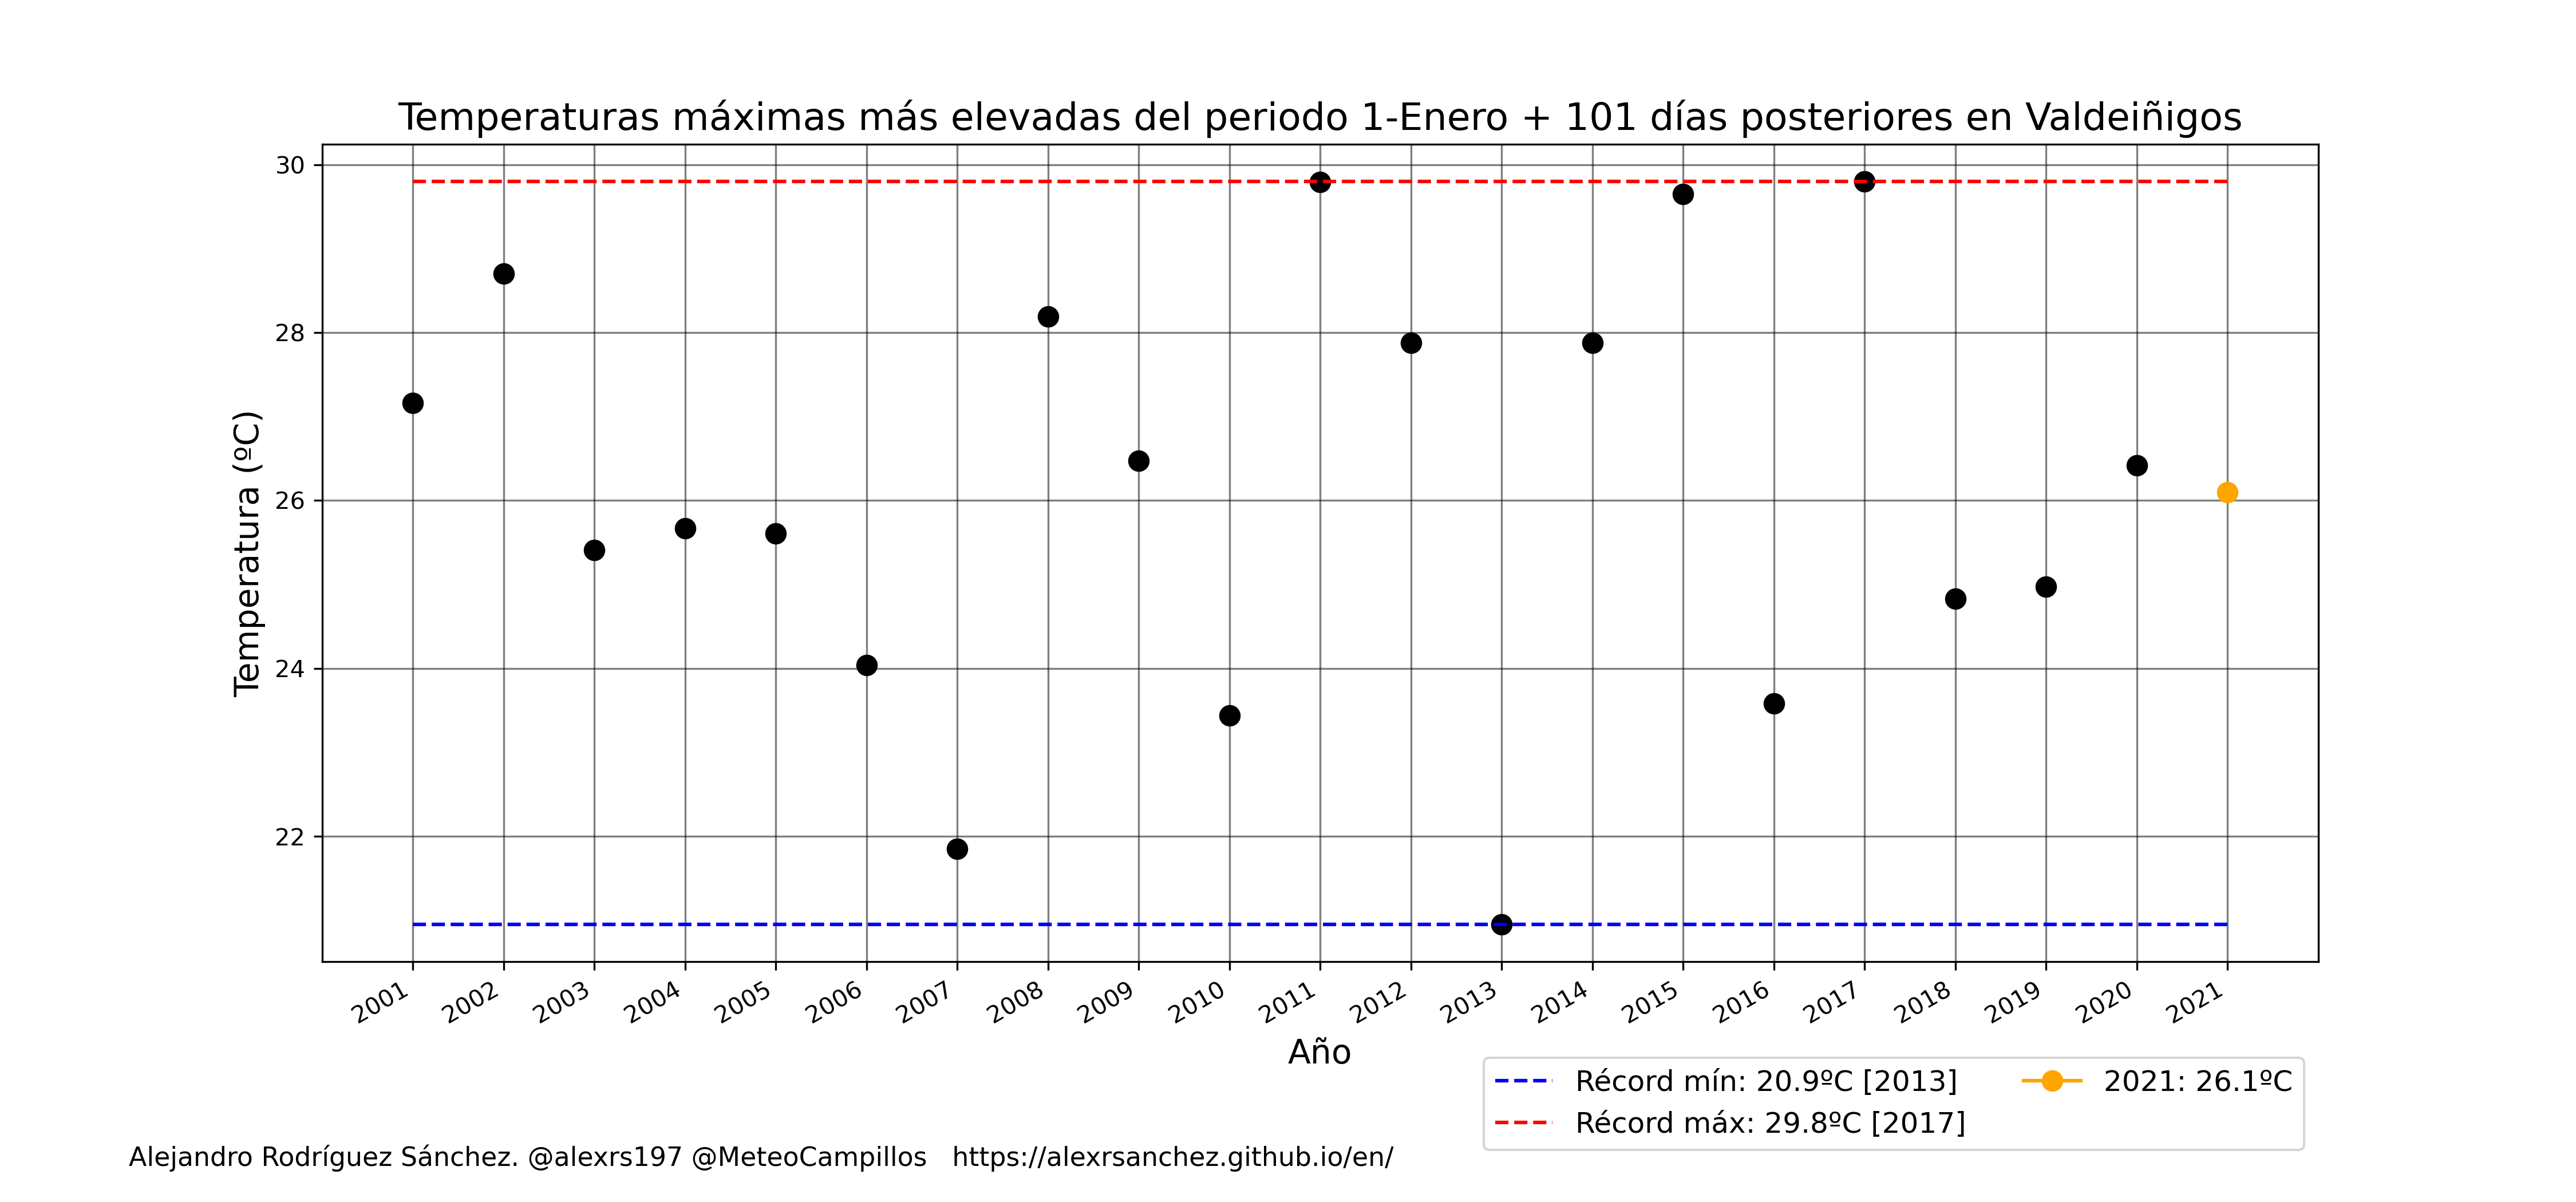 Temperaturas máximas más elevadas del periodo 1-Enero + 101 días posteriores en Valdeiñigos
Temperatura (ºC)
30
28
26
24
22
2001 2002 2003 2004 2005 2006 2007 2008 2009 2010 2011 2012 2013 2014 2015 2016 2017 2018 2019 2020 2021
Año
Récord mín: 20.9ºC [2013]
Récord máx: 29.8ºC [2017]
2021: 26.1ºC
Alejandro Rodríguez Sánchez. @alexrs197 @MeteoCampillos https://alexrsanchez.github.io/en/